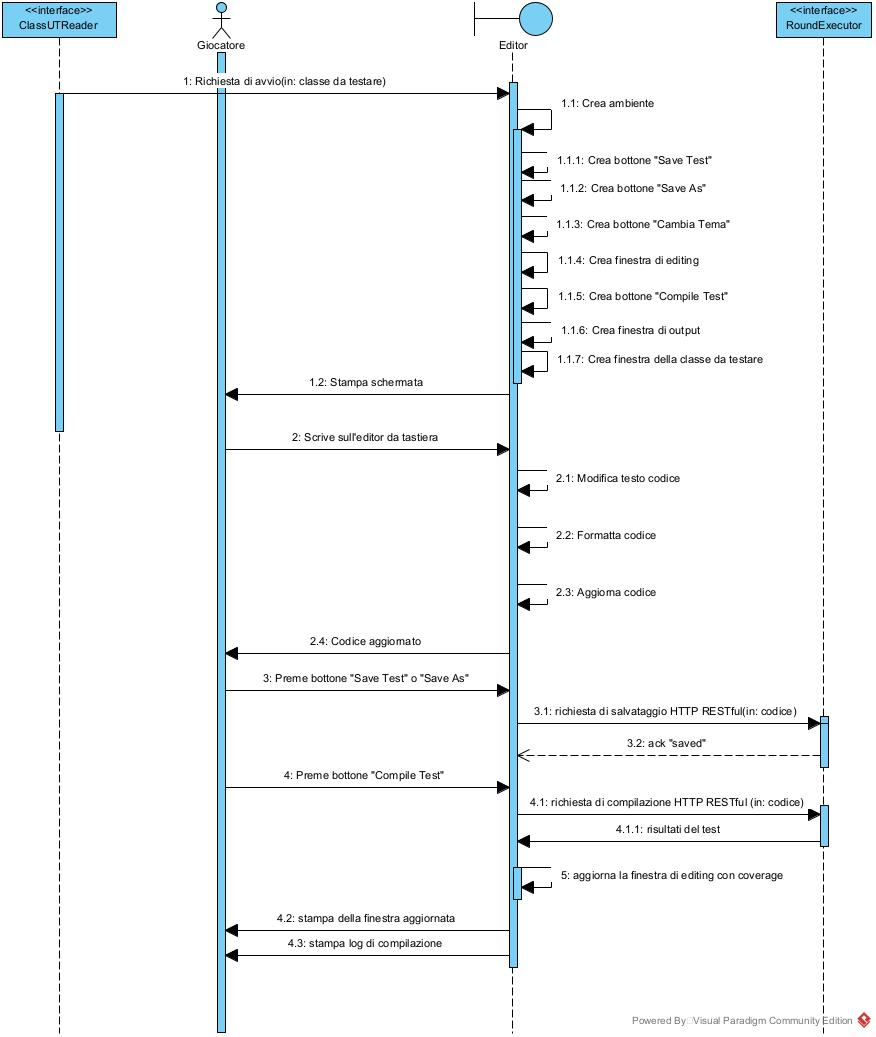 <<interface>>
ClassUTReader
Giocatore
Editor
<<interface>>
RoundExecutor
1: Richiesta di avvio(in: classe da testare)
1.1: Crea ambiente
1.1.1: Crea bottone "Save Test"
1.1.2: Crea bottone "Save As"
1.1.3: Crea bottone "Cambia Tema"
1.1.4: Crea finestra di editing
1.1.5: Crea bottone "Compile Test"
1.1.6: Crea finestra di output
1.1.7: Crea finestra della classe da testare
1.2: Stampa schermata
2: Scrive sull'editor da tastiera
2.1: Modifica testo codice
2.2: Formatta codice
2.3: Aggiorna codice
2.4: Codice aggiornato
3: Preme bottone "Save Test" o "Save As"
3.1: richiesta di salvataggio HTTP RESTful(in: codice)
3.2: ack "saved"
4: Preme bottone "Compile Test"
4.1: richiesta di compilazione HTTP RESTful (in: codice)
4.1.1: risultati del test
5: aggiorna la finestra di editing con coverage
4.2: stampa della finestra aggiornata
4.3: stampa log di compilazione
Powered By Visual Paradigm Community Edition